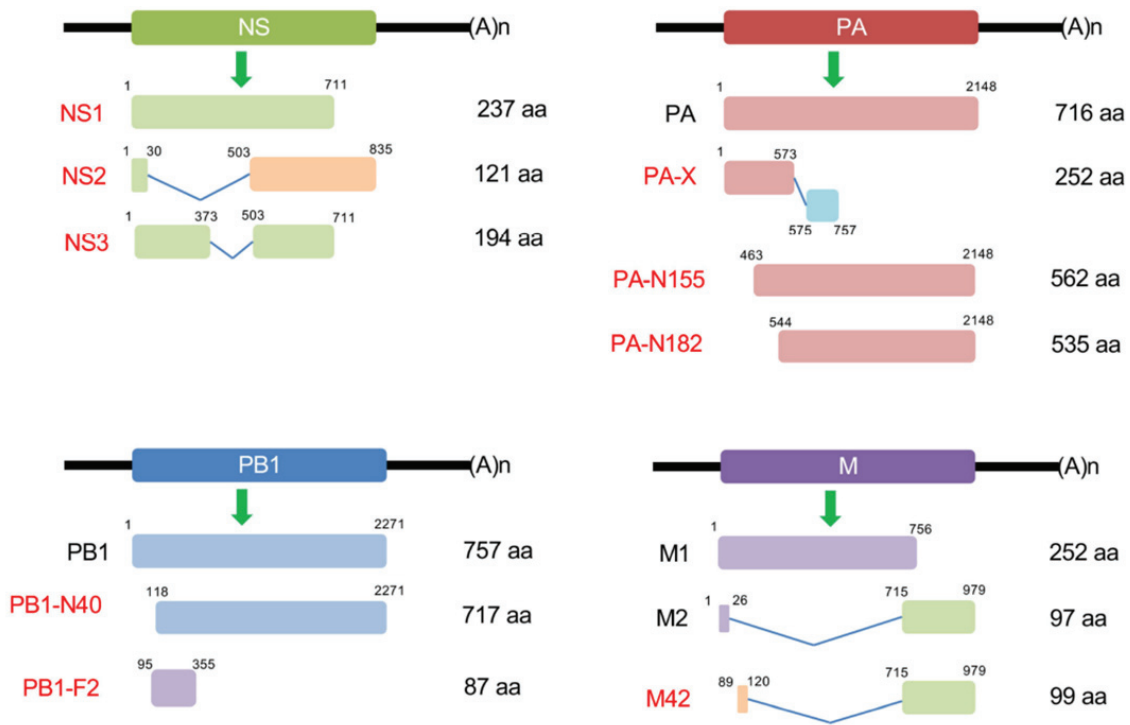 NS (A)n
1 711
NS1 237 aa
1 30 503 835
NS2 121 aa
1 373 503 711
NS3 194 aa
PA (A)n
1 2148
PA 716 aa
1 573
PA-X 252 aa
575 757
463 2148
PA-N155 562 aa
544 2148
PA-N182 535 aa
PB1 (A)n
1 2271
PB1 757 aa
118 2271
PB1-N40 717 aa
95 355
PB1-F2 87 aa
M (A)n
1 756
M1 252 aa
1 26 715 979
M2 97 aa
89 120 715 979
M42 99 aa